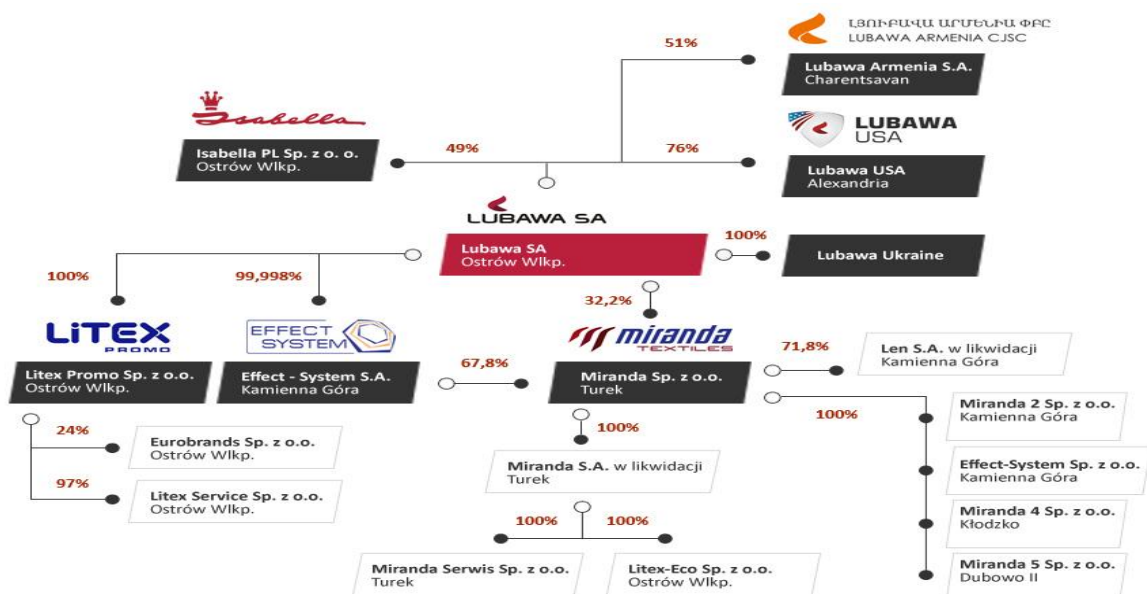 ԼՅՈՒԲԱՎԱ ԱՐՄԵՆԻԱ ՓԲԸ
LUBAWA ARMENIA CJSC
51%
Lubawa Armenia S.A.
Charentsavan
Isabella
Isabella PL Sp. z o. o.
Ostrów Wlkp.
49%
76%
LUBAWA
USA
Lubawa USA
Alexandria
LUBAWA SA
Lubawa SA
Ostrów Wlkp.
100%
Lubawa Ukraine
100%
99,998%
32,2%
LiTEX
PROMO
EFFECT
SYSTEM
miranda
TEXTILES
Litex Promo Sp. z o.o.
Ostrów Wlkp.
Effect - System S.A.
Kamienna Góra
67,8%
Miranda Sp. z o.o.
Turek
71,8%
Len S.A. w likwidacji
Kamienna Góra
100%
24%
Eurobrands Sp. z o.o.
Ostrów Wlkp.
97%
Litex Service Sp. z o.o.
Ostrów Wlkp.
100%
Miranda S.A. w likwidacji
Turek
100%
100%
Miranda Serwis Sp. z o.o.
Turek
Litex-Eco Sp. z o.o.
Ostrów Wlkp.
Miranda 2 Sp. z o.o.
Kamienna Góra
Effect-System Sp. z o.o.
Kamienna Góra
Miranda 4 Sp. z o.o.
Kłodzko
Miranda 5 Sp. z o.o.
Dubowo II